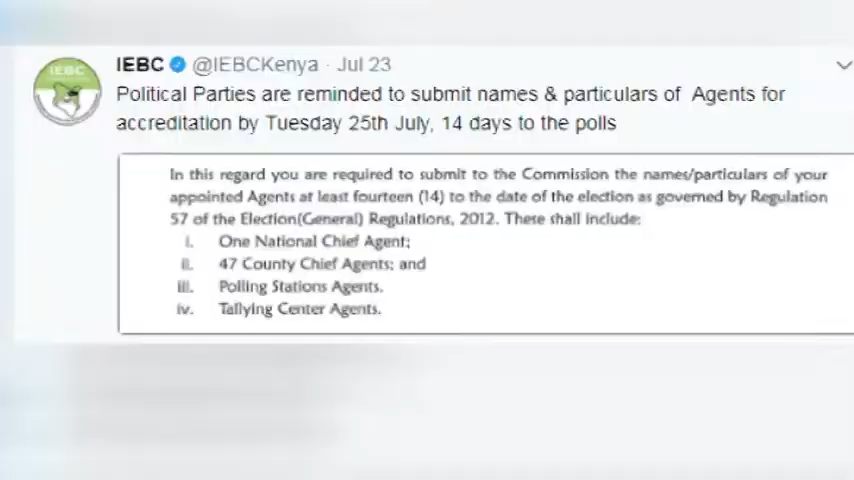 IEBC @IEBCKenya · Jul 23
IEBC
Political Parties are reminded to submit names & particulars of Agents for
accreditation by Tuesday 25th July, 14 days to the polls
In this regard you are required to submit to the Commission the names/particulars of your
appointed Agents at least fourteen (14) to the date of the election as governed by Regulation
57 of the Election(General) Regulations, 2012. These shall include:
i. One National Chief Agent;
ii. 47 County Chief Agents; and
iii. Polling Stations Agents.
iv. Tallying Center Agents.